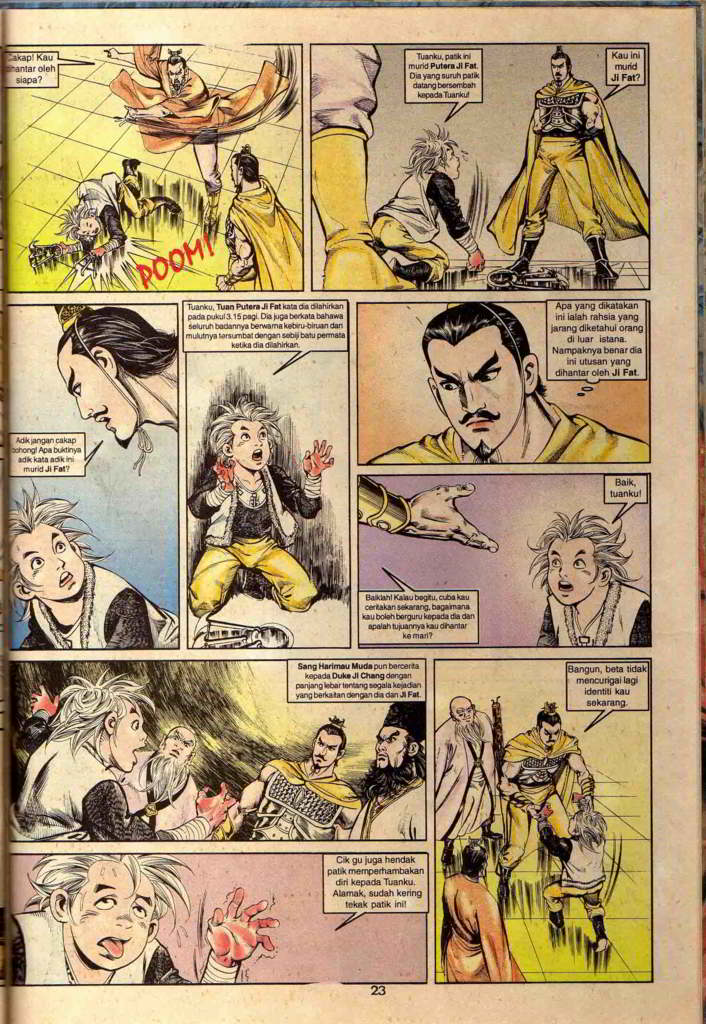 Cakap! Kau
dihantar oleh
siapa?
POOM!
Tuanku, patik ini
murid Putera Ji Fat.
Dia yang suruh patik
datang bersembah
kepada Tuanku!
Kau ini
murid
Ji Fat?
Adik jangan cakap
bohong! Apa buktinya
adik kata adik ini
murid Ji Fat?
Tuanku, Tuan Putera Ji Fat kata dia dilahirkan
pada pukul 3.15 pagi. Dia juga berkata bahawa
seluruh badannya berwarna kebiru-biruan dan
mulutnya tersumbat dengan sebiji batu permata
ketika dia dilahirkan.
Apa yang dikatakan
ini ialah rahsia yang
jarang diketahui orang
di luar istana.
Nampaknya benar dia
ini utusan yang
dihantar oleh Ji Fat.
Baiklah! Kalau begitu, cuba kau
ceritakan sekarang, bagaimana
kau boleh berguru kepada dia dan
apalah tujuannya kau dihantar
ke mari?
Baik,
tuanku!
Sang Harimau Muda pun bercerita
kepada Duke JI Chang dengan
panjang lebar tentang segala kejadian
yang berkaitan dengan dia dan Ji Fat.
Cik gu juga hendak
patik memperhambakan
diri kepada Tuanku.
Alamak, sudah kering
tekak patik ini!
Bangun, beta tidak
mencurigai lagi
identiti kau
sekarang.
23